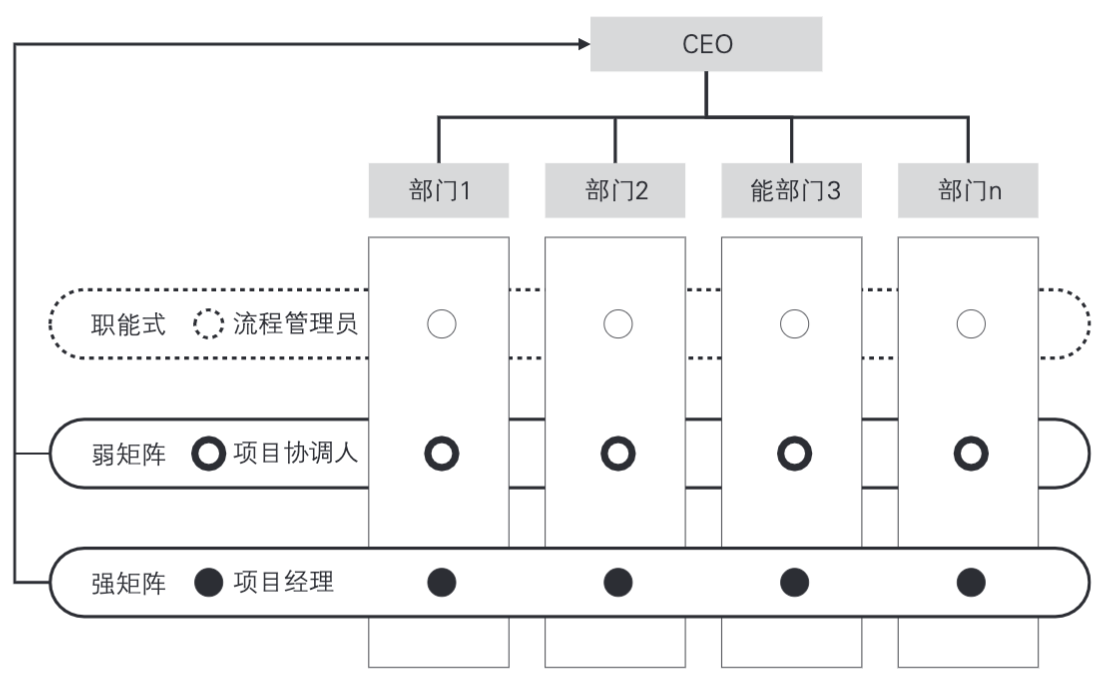 CEO
部门1
部门2
能部门3
部门n
职能式 流程管理员
弱矩阵 项目协调人
强矩阵 项目经理